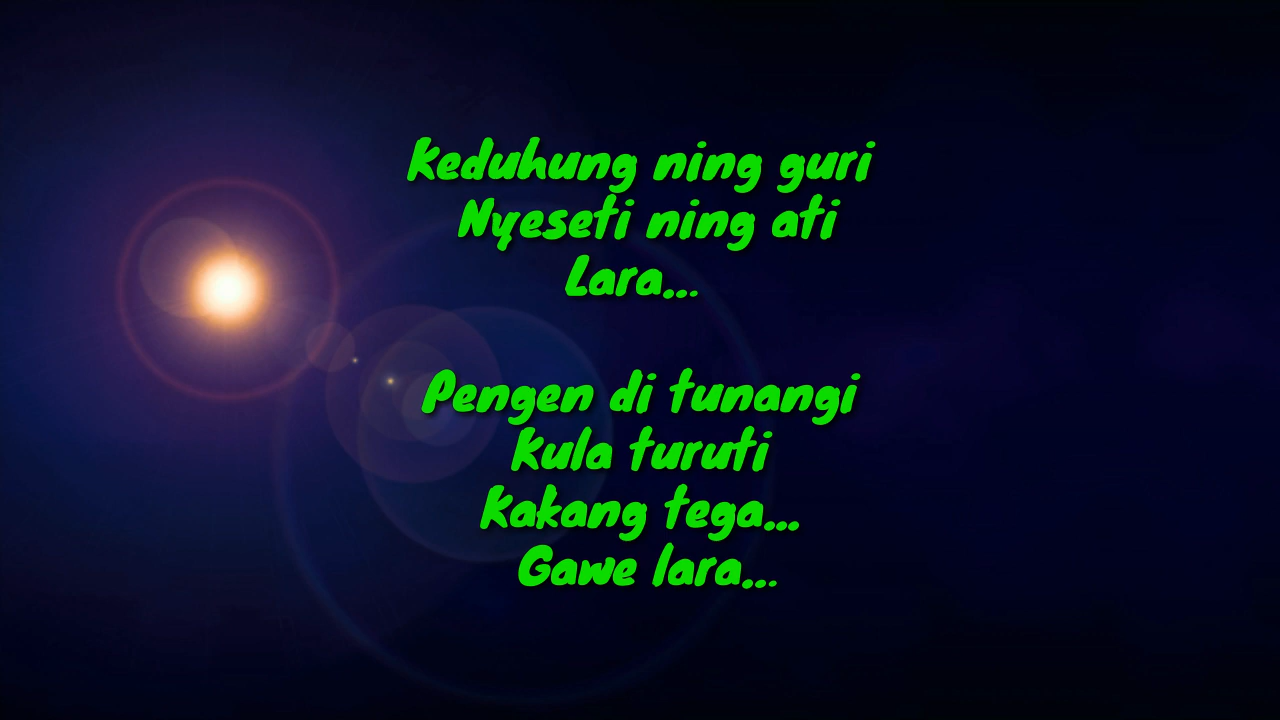 Keduhung ning guri
Nyeseti ning ati
Lara...
Pengen di tunangi
Kula turuti
Kakang tega...
Gawe lara...